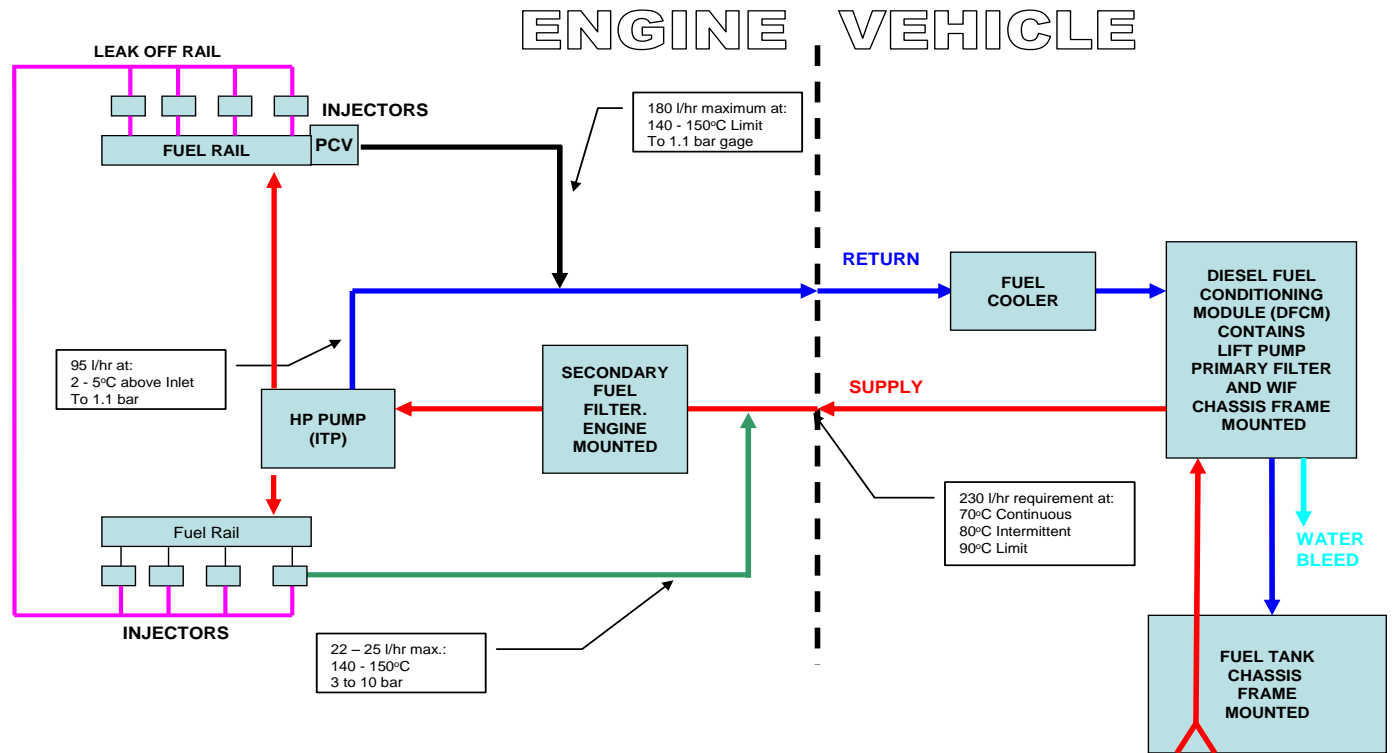 ENGINE VEHICLE
LEAK OFF RAIL
INJECTORS
FUEL RAIL
PCV
180 l/hr maximum at:
140 - 150°C Limit
To 1.1 bar gage
RETURN
FUEL
COOLER
DIESEL FUEL
CONDITIONING
MODULE (DFCM)
CONTAINS
LIFT PUMP
PRIMARY FILTER
AND WIF
CHASSIS FRAME
MOUNTED
95 l/hr at:
2 - 5°C above Inlet
To 1.1 bar
HP PUMP
(ITP)
SECONDARY
FUEL
FILTER.
ENGINE
MOUNTED
SUPPLY
230 l/hr requirement at:
70°C Continuous
80°C Intermittent
90°C Limit
WATER
BLEED
Fuel Rail
INJECTORS
22 – 25 l/hr max.:
140 - 150°C
3 to 10 bar
FUEL TANK
CHASSIS
FRAME
MOUNTED